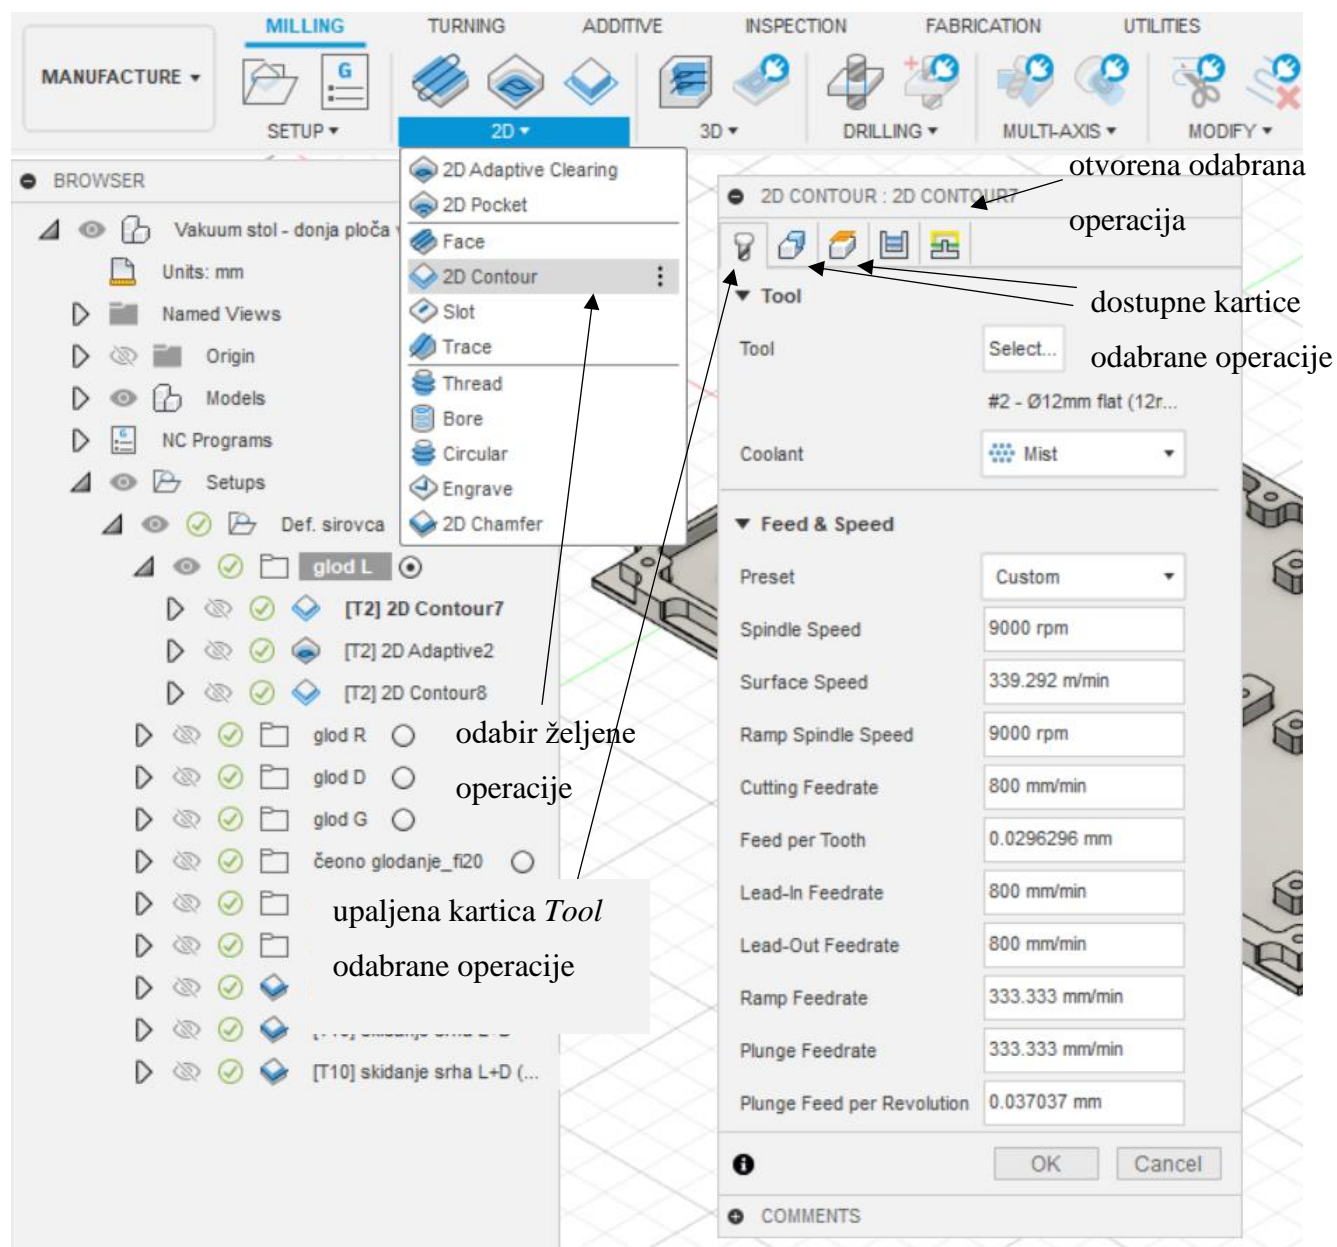 MILLING TURNING ADDITIVE INSPECTION FABRICATION UTILITIES
MANUFACTURE
G
SETUP 2D 3D DRILLING MULTI-AXIS MODIFY
BROWSER
Vakuum stol - donja ploča
Units: mm
Named Views
Origin
Models
NC Programs
Setups
Def. sirovca
glod L
[T2] 2D Contour7
[T2] 2D Adaptive2
[T2] 2D Contour8
glod R
glod D
glod G
čeono glodanje_fi20
[T10] skidanje srha L+D (...
2D Adaptive Clearing
2D Pocket
Face
2D Contour
Slot
Trace
Thread
Bore
Circular
Engrave
2D Chamfer
odabir željene
operacije
upaljena kartica Tool
odabrane operacije
otvorena odabrana
operacija
dostupne kartice
odabrane operacije
2D CONTOUR : 2D CONTOUR7
Tool
Tool Select...
#2 - Ø12mm flat (12r...
Coolant Mist
Feed & Speed
Preset Custom
Spindle Speed 9000 rpm
Surface Speed 339.292 m/min
Ramp Spindle Speed 9000 rpm
Cutting Feedrate 800 mm/min
Feed per Tooth 0.0296296 mm
Lead-In Feedrate 800 mm/min
Lead-Out Feedrate 800 mm/min
Ramp Feedrate 333.333 mm/min
Plunge Feedrate 333.333 mm/min
Plunge Feed per Revolution 0.037037 mm
OK Cancel
COMMENTS